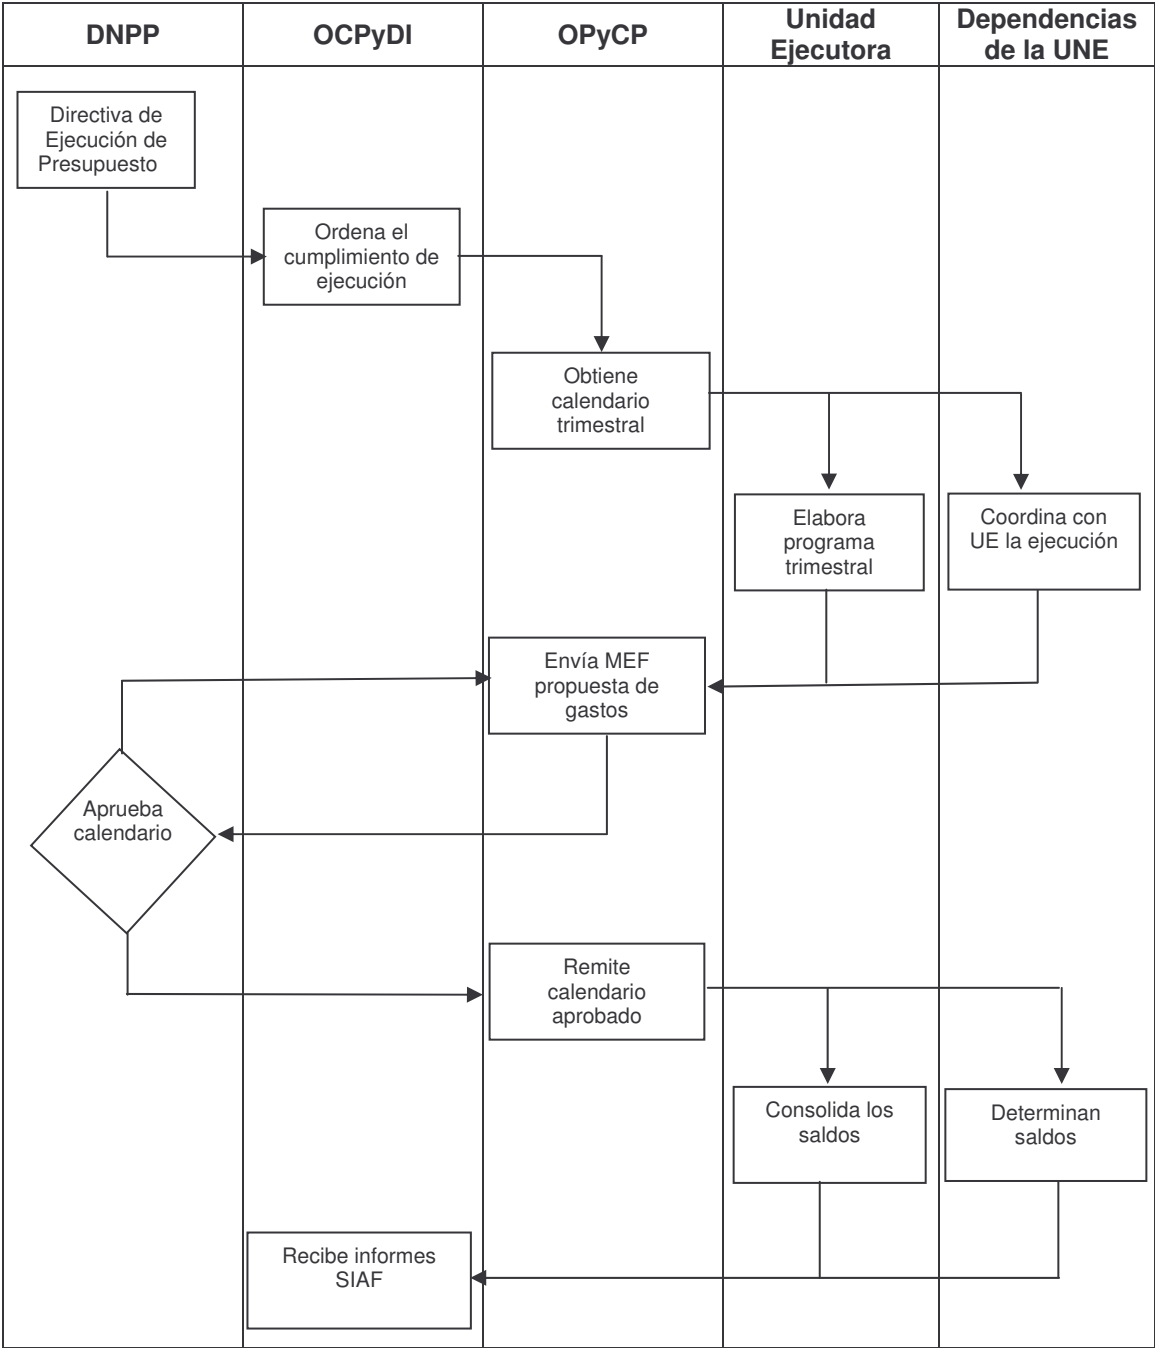 DNPP
OCPyDI
OPyCP
Unidad
Ejecutora
Dependencias
de la UNE
Directiva de
Ejecución de
Presupuesto
Ordena el
cumplimiento de
ejecución
Obtiene
calendario
trimestral
Elabora
programa
trimestral
Coordina con
UE la ejecución
Envía MEF
propuesta de
gastos
Aprueba
calendario
Remite
calendario
aprobado
Consolida los
saldos
Determinan
saldos
Recibe informes
SIAF